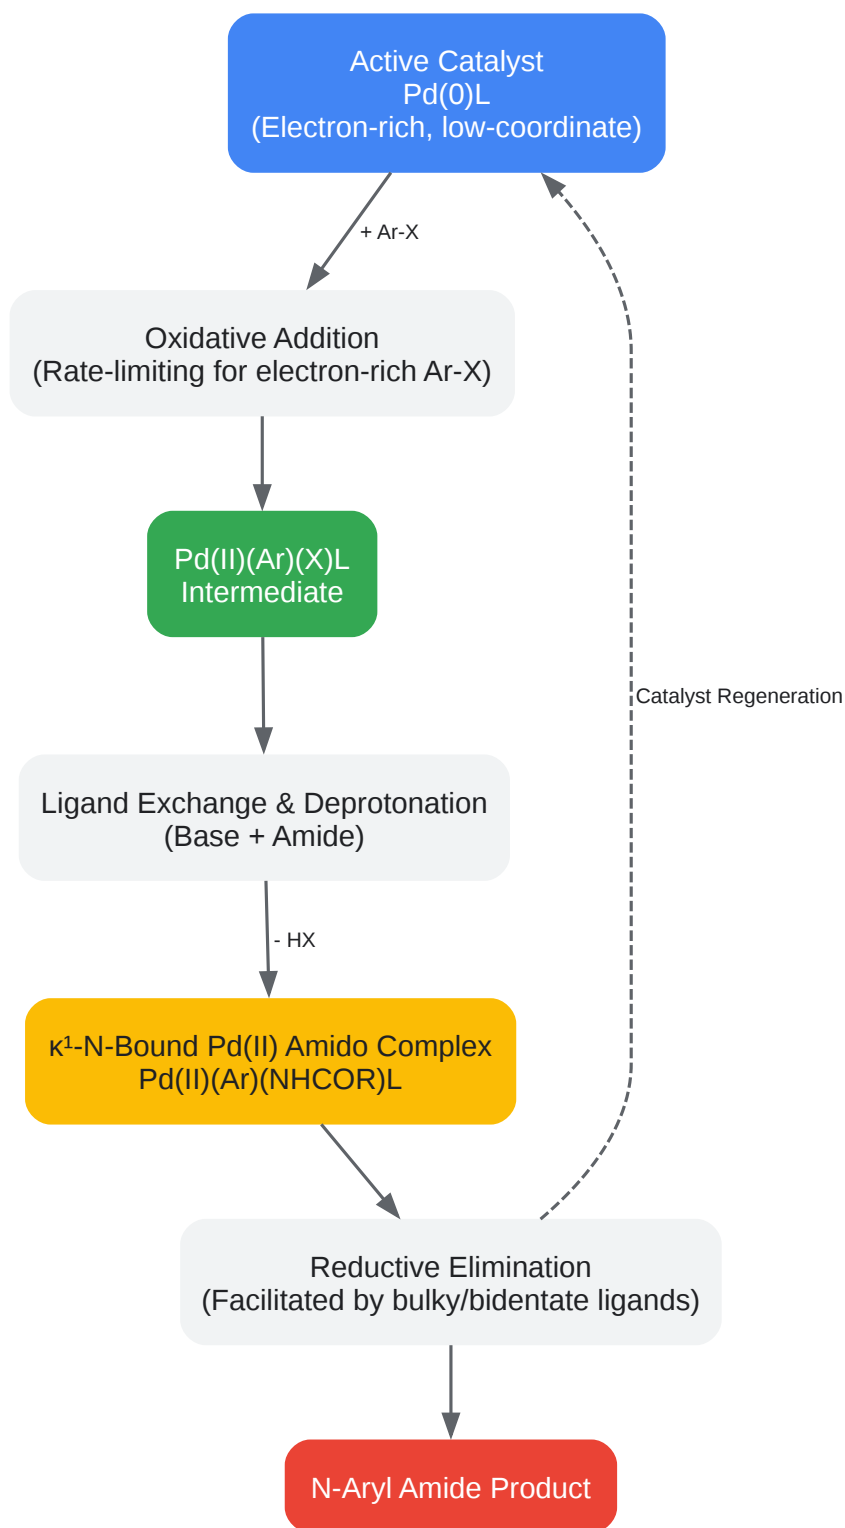 Active Catalyst
Pd(0)L
(Electron-rich, low-coordinate)
+ Ar-X
Oxidative Addition
(Rate-limiting for electron-rich Ar-X)
Pd(II)(Ar)(X)L
Intermediate
Catalyst Regeneration
Ligand Exchange & Deprotonation
(Base + Amide)
- HX
κ¹-N-Bound Pd(II) Amido Complex
Pd(II)(Ar)(NHCOR)L
Reductive Elimination
(Facilitated by bulky/bidentate ligands)
N-Aryl Amide Product